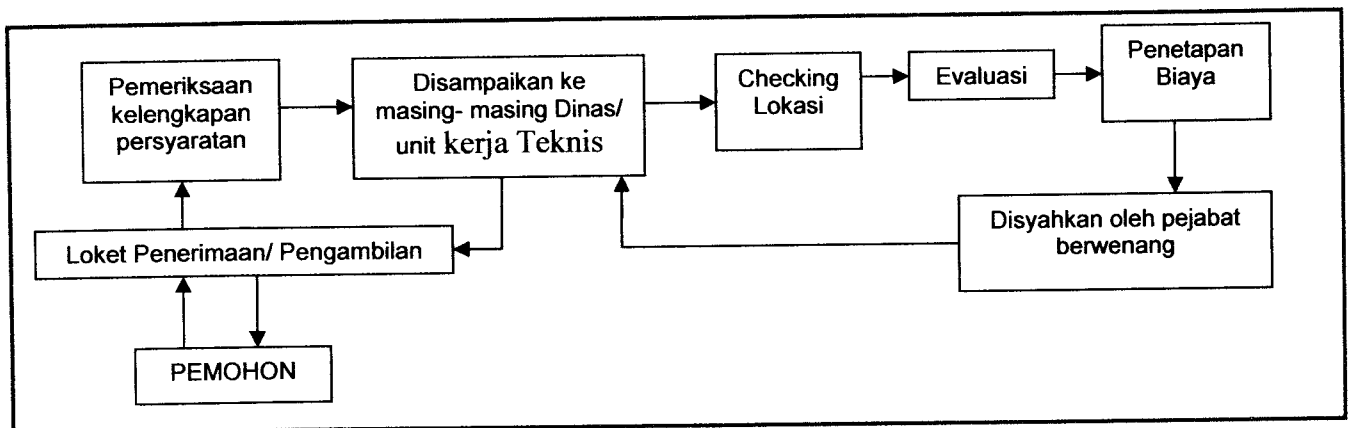 Pemeriksaan
kelengkapan
persyaratan
Disampaikan ke
masing- masing Dinas/
unit kerja Teknis
Checking
Lokasi
Evaluasi
Penetapan
Biaya
Disyahkan oleh pejabat
berwenang
Loket Penerimaan/ Pengambilan
PEMOHON